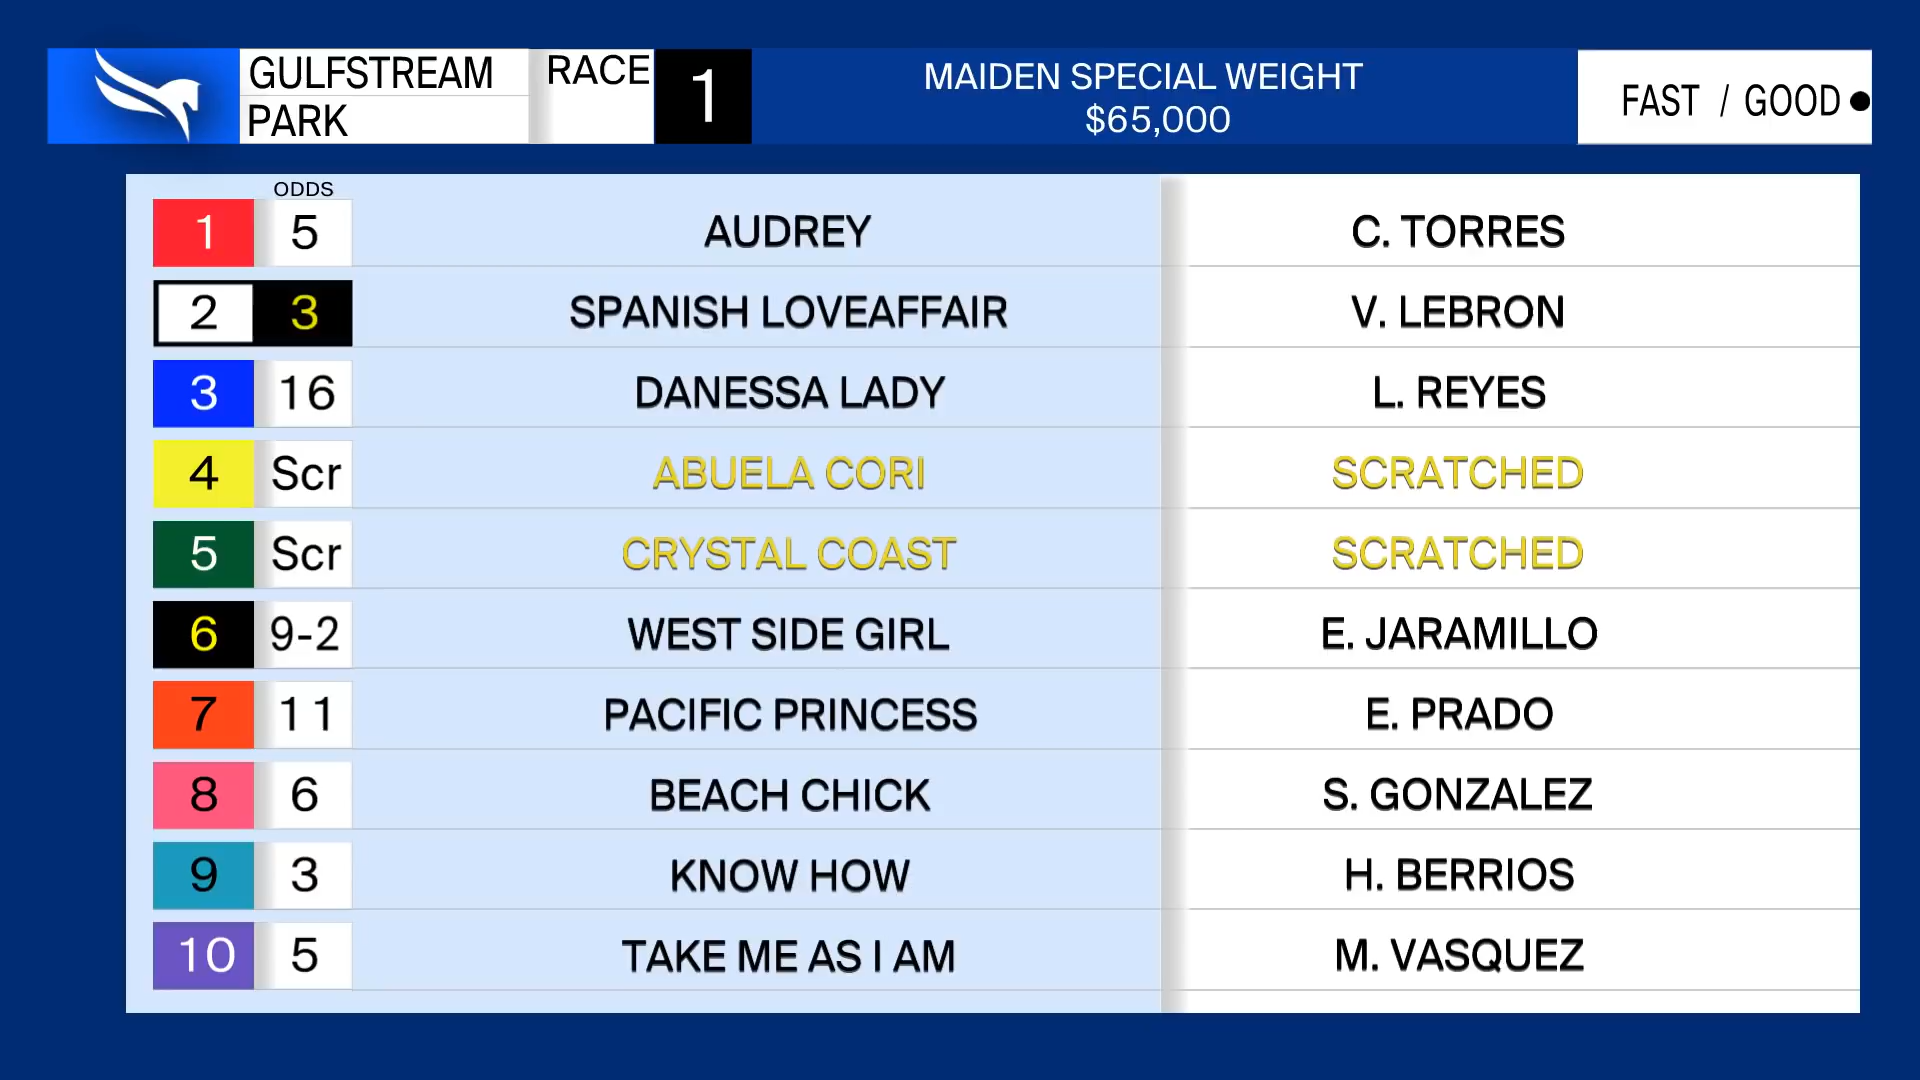 GULFSTREAM
PARK
RACE
1
MAIDEN SPECIAL WEIGHT
$65,000
FAST / GOOD
ODDS
1 5 AUDREY C. TORRES
2 3 SPANISH LOVEAFFAIR V. LEBRON
3 16 DANESSA LADY L. REYES
4 Scr ABUELA CORI SCRATCHED
5 Scr CRYSTAL COAST SCRATCHED
6 9-2 WEST SIDE GIRL E. JARAMILLO
7 11 PACIFIC PRINCESS E. PRADO
8 6 BEACH CHICK S. GONZALEZ
9 3 KNOW HOW H. BERRIOS
10 5 TAKE ME AS I AM M. VASQUEZ